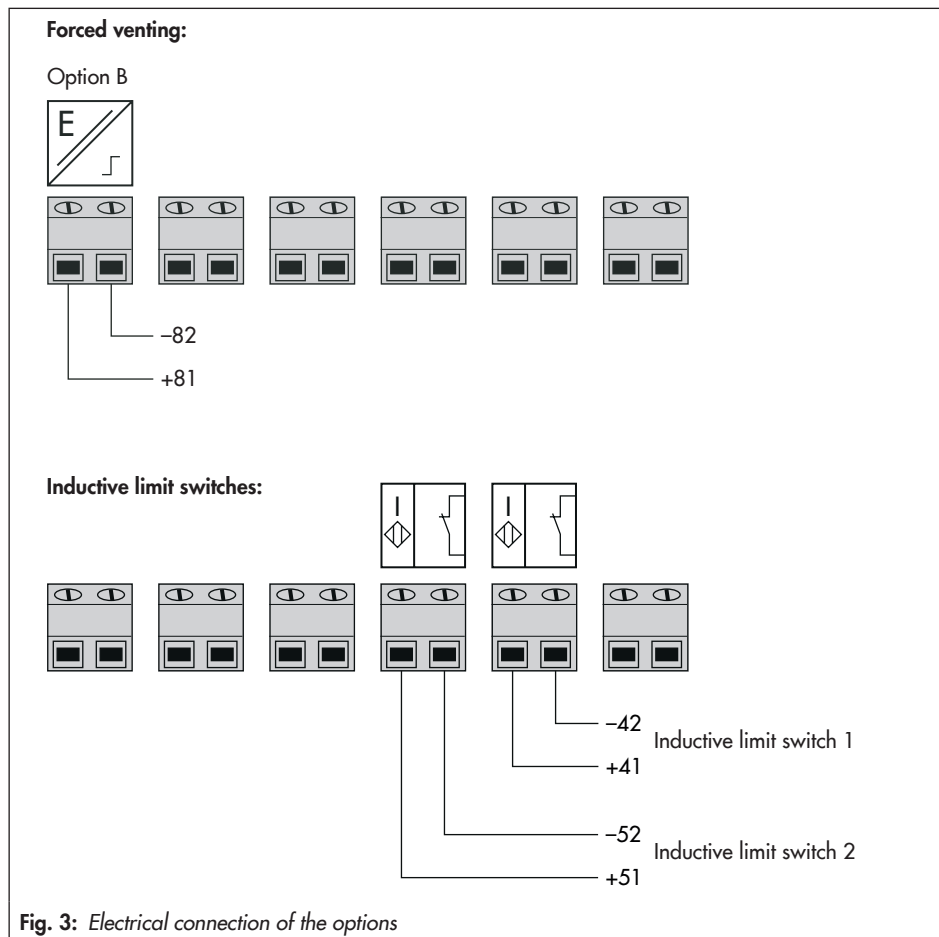 Forced venting:
Option B
E
–82
+81
Inductive limit switches:
I
I
–42
Inductive limit switch 1
+41
–52
Inductive limit switch 2
+51
Fig. 3: Electrical connection of the options